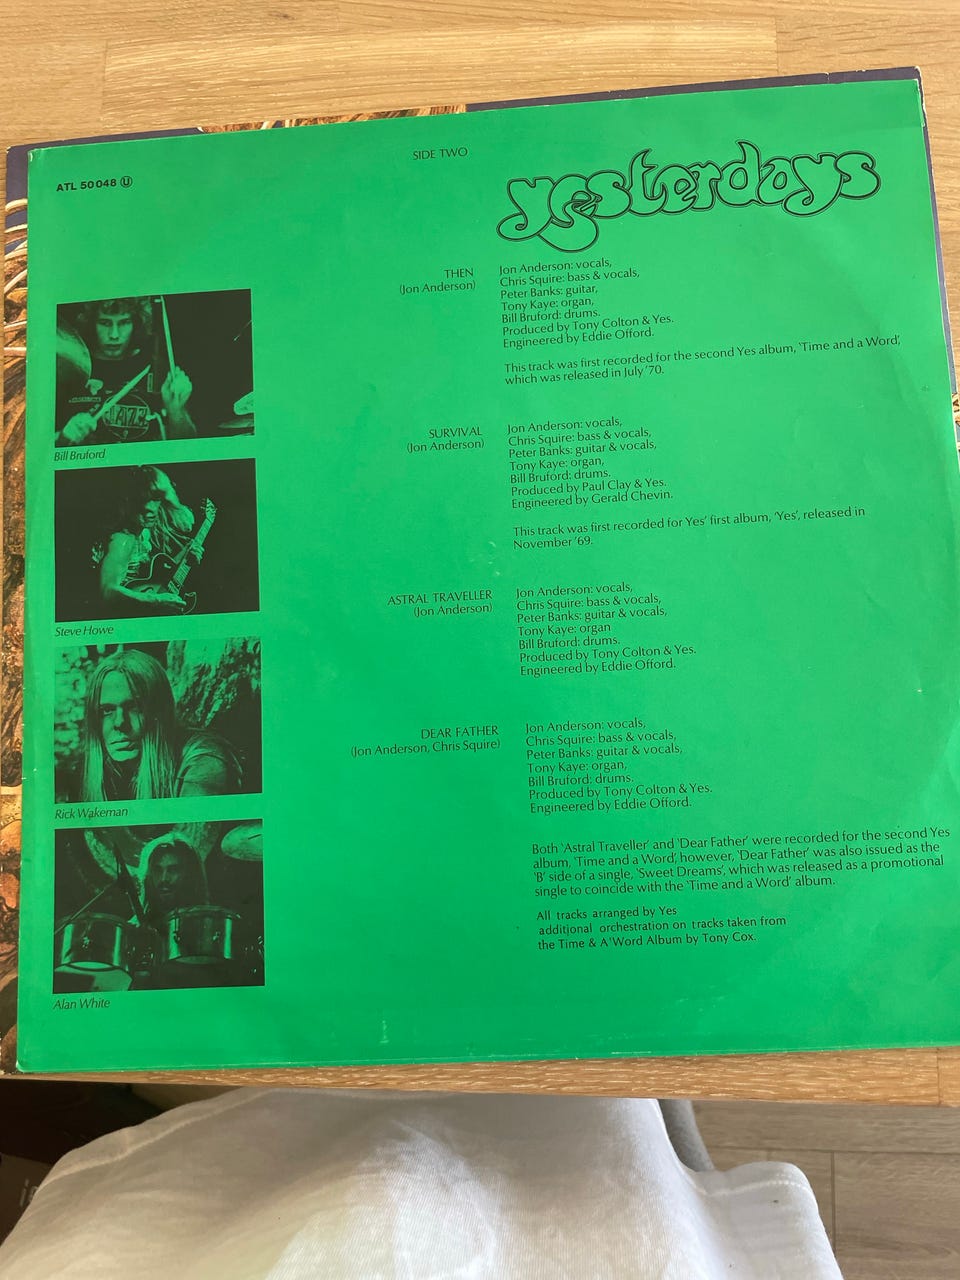 SIDE TWO
ATL 50 048 Ⓤ
yesterdays
THEN
(Jon Anderson)
Jon Anderson: vocals,
Chris Squire: bass & vocals,
Peter Banks: guitar,
Tony Kaye: organ,
Bill Bruford: drums.
Produced by Tony Colton & Yes.
Engineered by Eddie Offord.
This track was first recorded for the second Yes album, 'Time and a Word',
which was released in July '70.
SURVIVAL
(Jon Anderson)
Jon Anderson: vocals,
Chris Squire: bass & vocals,
Peter Banks: guitar & vocals,
Tony Kaye: organ,
Bill Bruford: drums.
Produced by Paul Clay & Yes.
Engineered by Gerald Chevin.
This track was first recorded for Yes' first album, 'Yes', released in
November '69.
ASTRAL TRAVELLER
(Jon Anderson)
Jon Anderson: vocals,
Chris Squire: bass & vocals,
Peter Banks: guitar & vocals,
Tony Kaye: organ
Bill Bruford: drums.
Produced by Tony Colton & Yes.
Engineered by Eddie Offord.
DEAR FATHER
(Jon Anderson, Chris Squire)
Jon Anderson: vocals,
Chris Squire: bass & vocals,
Peter Banks: guitar & vocals,
Tony Kaye: organ,
Bill Bruford: drums.
Produced by Tony Colton & Yes.
Engineered by Eddie Offord.
Both 'Astral Traveller' and 'Dear Father' were recorded for the second Yes
album, 'Time and a Word', however, 'Dear Father' was also issued as the
'B' side of a single, 'Sweet Dreams', which was released as a promotional
single to coincide with the 'Time and a Word' album.
All tracks arranged by Yes
additional orchestration on tracks taken from
the Time & A'Word Album by Tony Cox.
JAZZ
Bill Bruford
Steve Howe
Rick Wakeman
Alan White